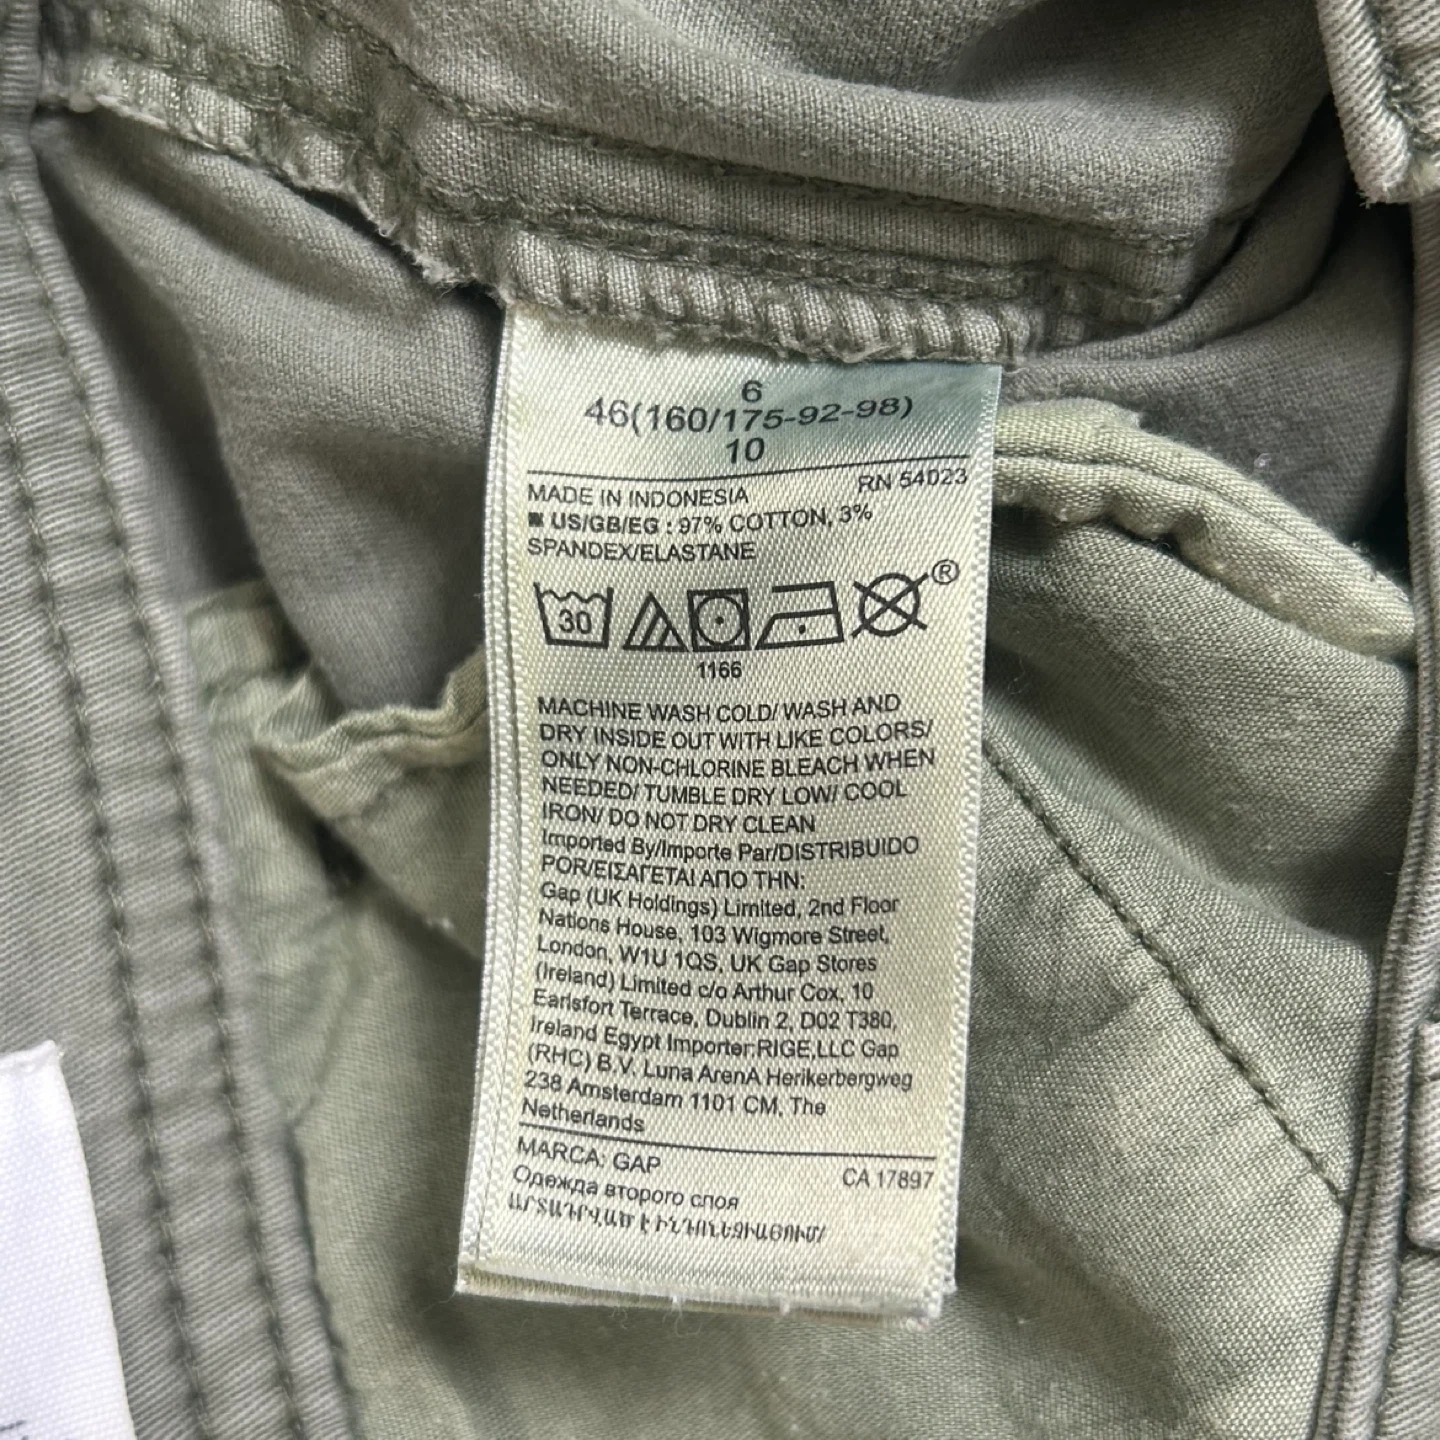 6
46(160/175-92-98)
10
RN 54023
MADE IN INDONESIA
US/GB/EG : 97% COTTON, 3%
SPANDEX/ELASTANE
30
®
1166
MACHINE WASH COLD/ WASH AND
DRY INSIDE OUT WITH LIKE COLORS/
ONLY NON-CHLORINE BLEACH WHEN
NEEDED/ TUMBLE DRY LOW/ COOL
IRON/ DO NOT DRY CLEAN
Imported By/Importe Par/DISTRIBUIDO
POR/ΕΙΣΑΓΕΤΑΙ ΑΠΟ ΤΗΝ:
Gap (UK Holdings) Limited, 2nd Floor
Nations House, 103 Wigmore Street,
London, W1U 1QS, UK Gap Stores
(Ireland) Limited c/o Arthur Cox, 10
Earlsfort Terrace, Dublin 2, D02 T380,
Ireland Egypt Importer:RIGE,LLC Gap
(RHC) B.V. Luna ArenA Herikerbergweg
238 Amsterdam 1101 CM, The
Netherlands
MARCA: GAP
CA 17897
Одежда второго слоя
ԱՐՏԱԴՐՎԱԾ Է ԻՆԴՈՆԵԶԻԱՅՈՒՄ/